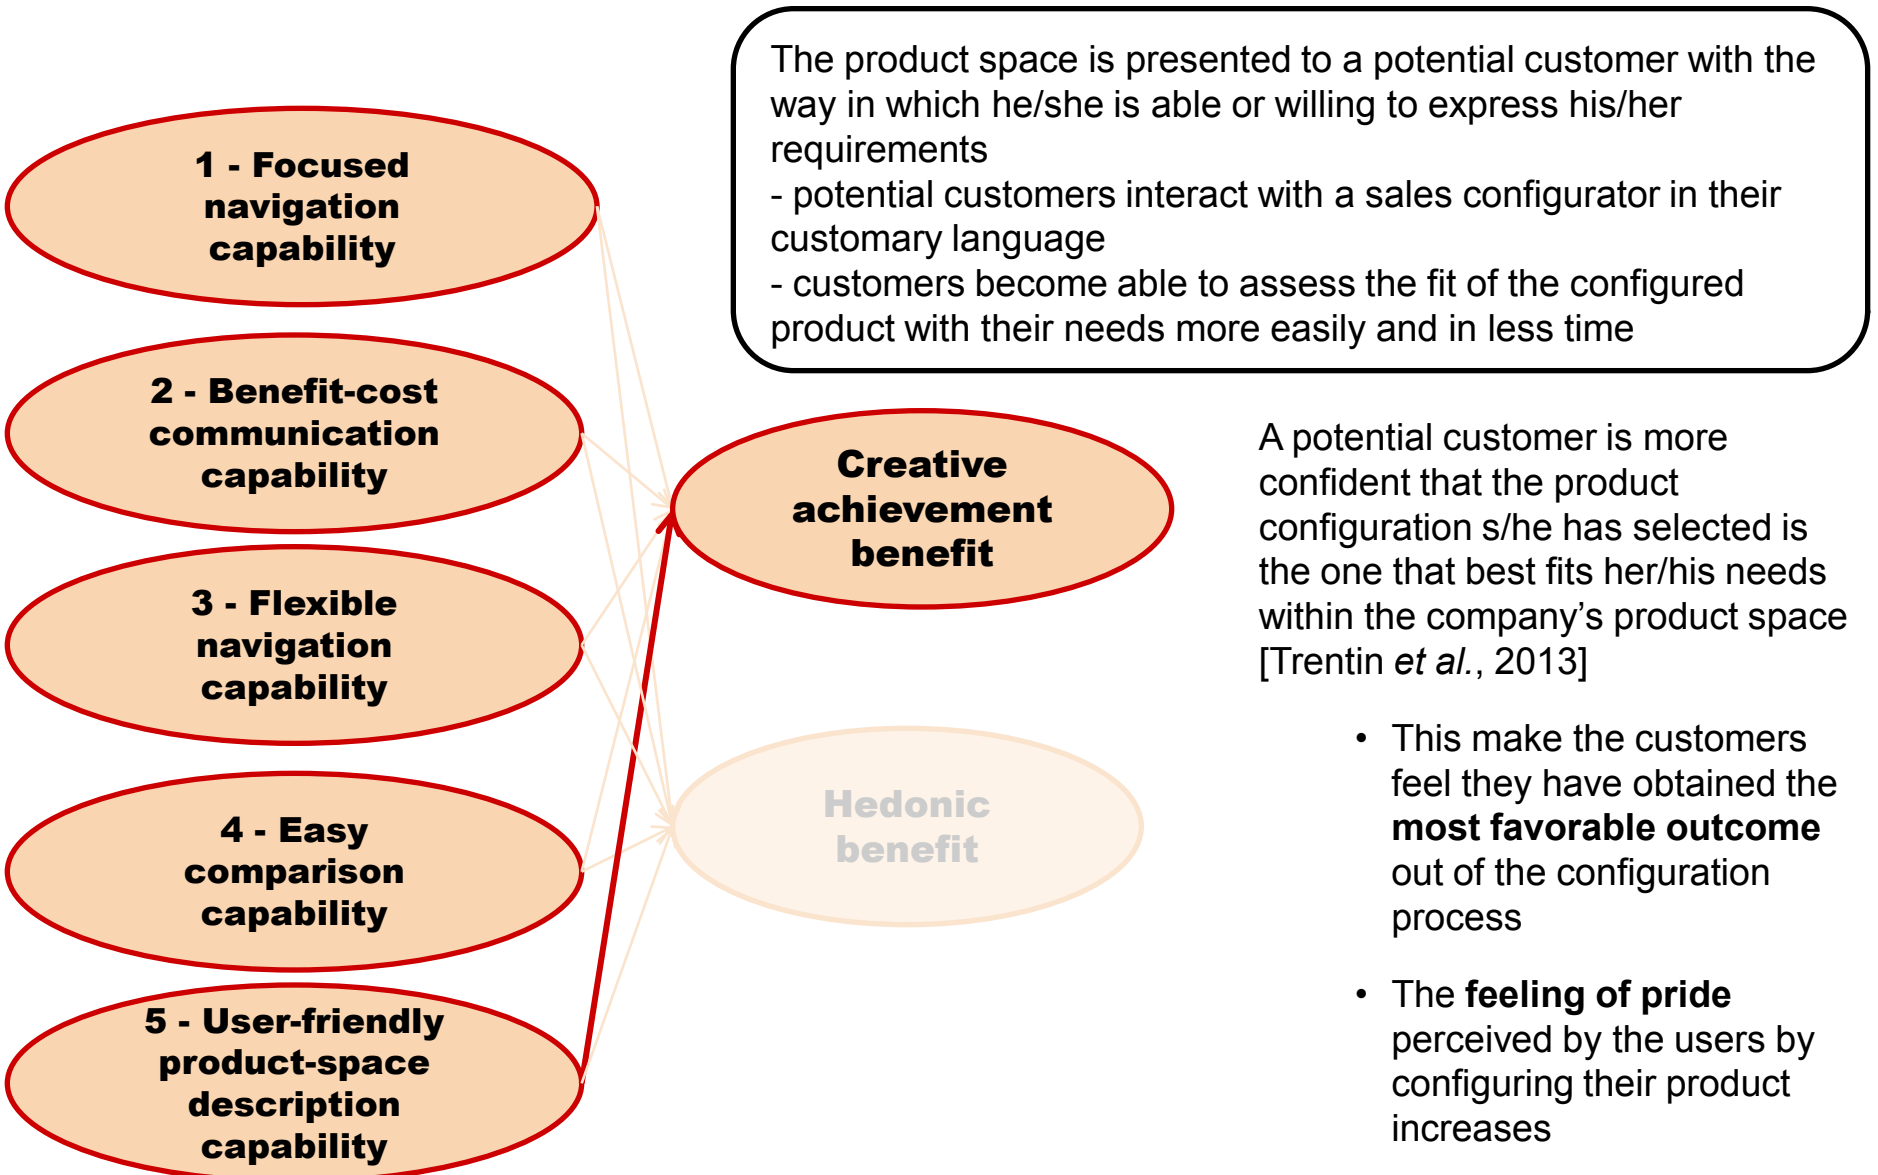 The product space is presented to a potential customer with the
way in which he/she is able or willing to express his/her
requirements
- potential customers interact with a sales configurator in their
customary language
- customers become able to assess the fit of the configured
product with their needs more easily and in less time
1 - Focused
navigation
capability
2 - Benefit-cost
communication
capability
3 - Flexible
navigation
capability
4 - Easy
comparison
capability
5 - User-friendly
product-space
description
capability
Creative
achievement
benefit
Hedonic
benefit
A potential customer is more
confident that the product
configuration s/he has selected is
the one that best fits her/his needs
within the company’s product space
[Trentin et al., 2013]
• This make the customers
feel they have obtained the
most favorable outcome
out of the configuration
process
• The feeling of pride
perceived by the users by
configuring their product
increases